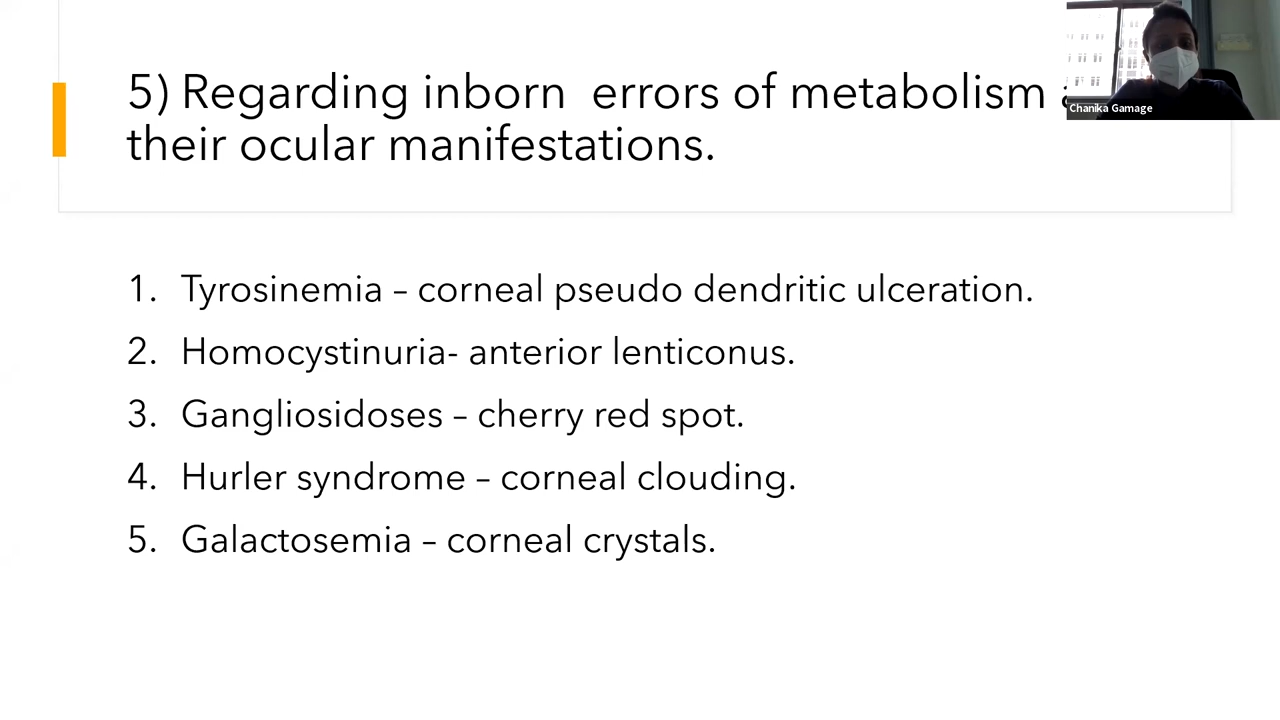 5) Regarding inborn  errors of metabolism
their ocular manifestations.
Chanika Gamage
1. Tyrosinemia – corneal pseudo dendritic ulceration.
2. Homocystinuria- anterior lenticonus.
3. Gangliosidoses – cherry red spot.
4. Hurler syndrome – corneal clouding.
5. Galactosemia – corneal crystals.